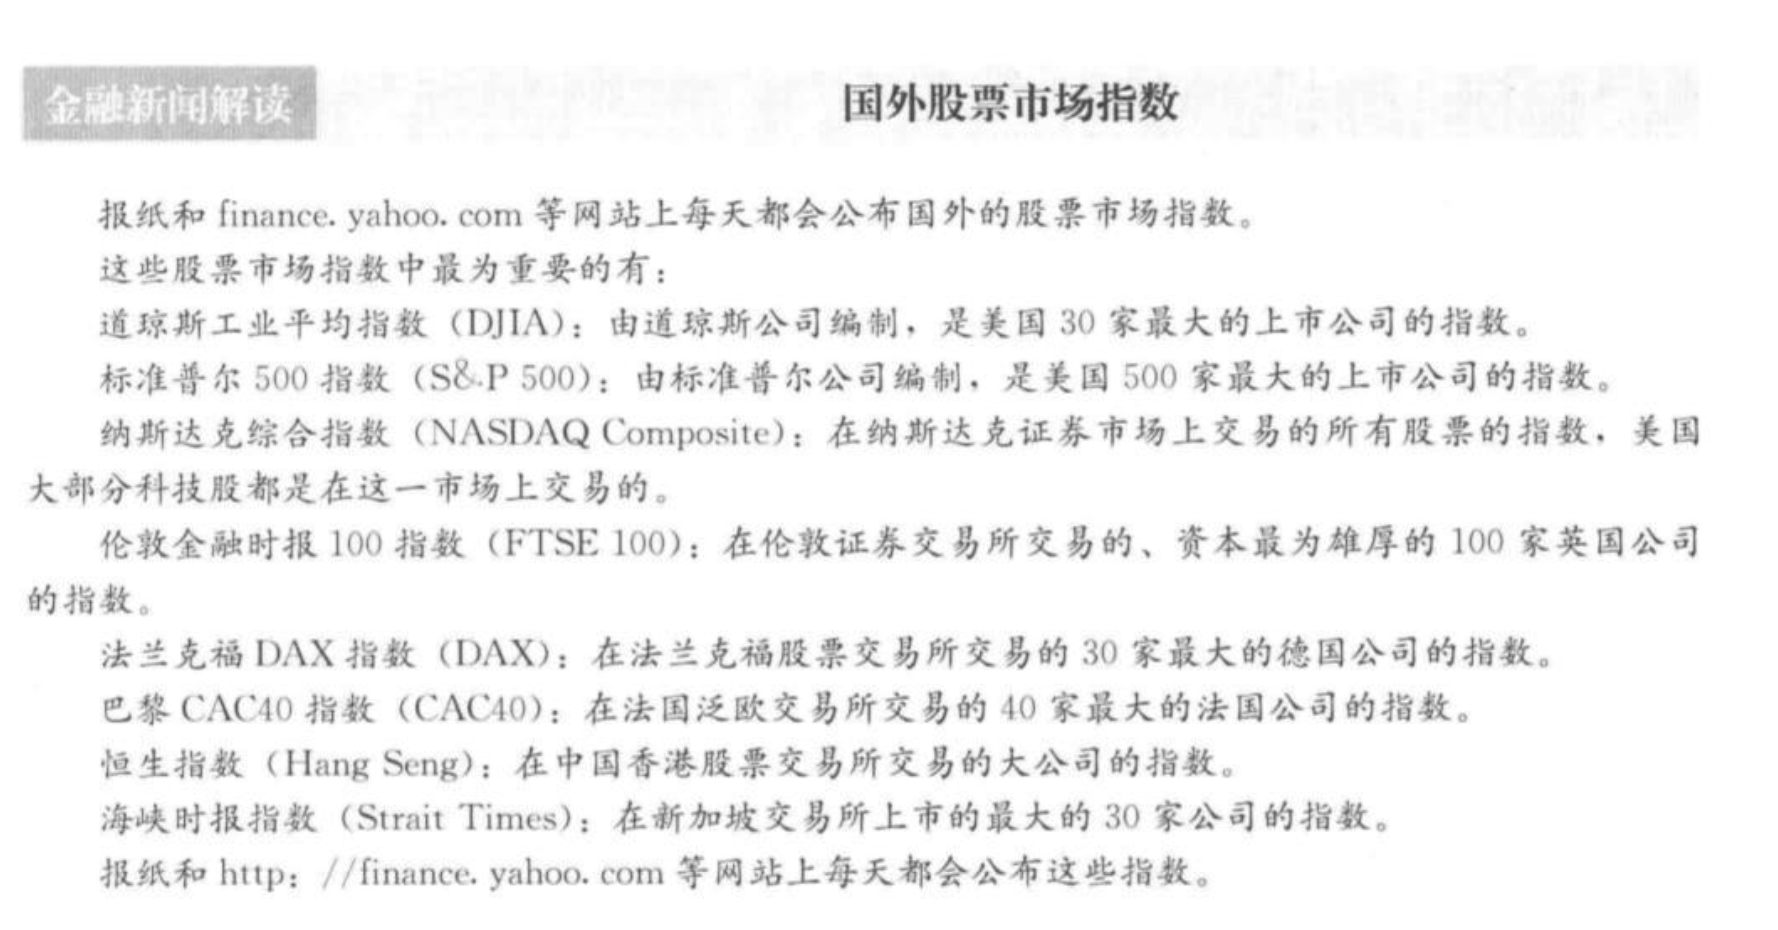 金融新闻解读
国外股票市场指数
报纸和 finance. yahoo. com 等网站上每天都会公布国外的股票市场指数。
这些股票市场指数中最为重要的有：
道琼斯工业平均指数（DJIA）：由道琼斯公司编制，是美国 30 家最大的上市公司的指数。
标准普尔 500 指数（S&P 500）：由标准普尔公司编制，是美国 500 家最大的上市公司的指数。
纳斯达克综合指数（NASDAQ Composite）：在纳斯达克证券市场上交易的所有股票的指数，美国
大部分科技股都是在这一市场上交易的。
伦敦金融时报 100 指数（FTSE 100）：在伦敦证券交易所交易的、资本最为雄厚的 100 家英国公司
的指数。
法兰克福 DAX 指数（DAX）：在法兰克福股票交易所交易的 30 家最大的德国公司的指数。
巴黎 CAC40 指数（CAC40）：在法国泛欧交易所交易的 40 家最大的法国公司的指数。
恒生指数（Hang Seng）：在中国香港股票交易所交易的大公司的指数。
海峡时报指数（Strait Times）：在新加坡交易所上市的最大的 30 家公司的指数。
报纸和 http：//finance. yahoo. com 等网站上每天都会公布这些指数。